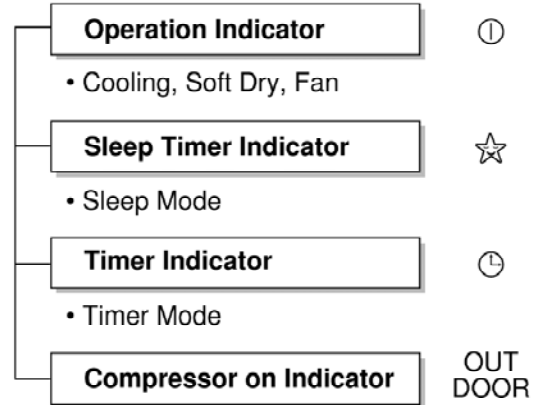 Operation Indicator
• Cooling, Soft Dry, Fan
Sleep Timer Indicator
• Sleep Mode
Timer Indicator
• Timer Mode
Compressor on Indicator
OUT
DOOR